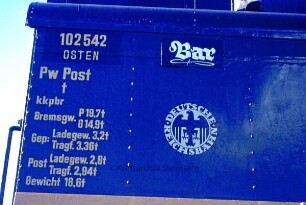 102 542
OSTEN
Bar
Pw Post
t
kkpbr
Bremsgw. P 19,7t
G 14,9t
Gep: Ladegew. 3,2t
Tragf. 3,36t
Post Ladegew. 2,8t
Tragf. 2,94t
Gewicht 18,6t
DEUTSCHE
REICHSBAHN